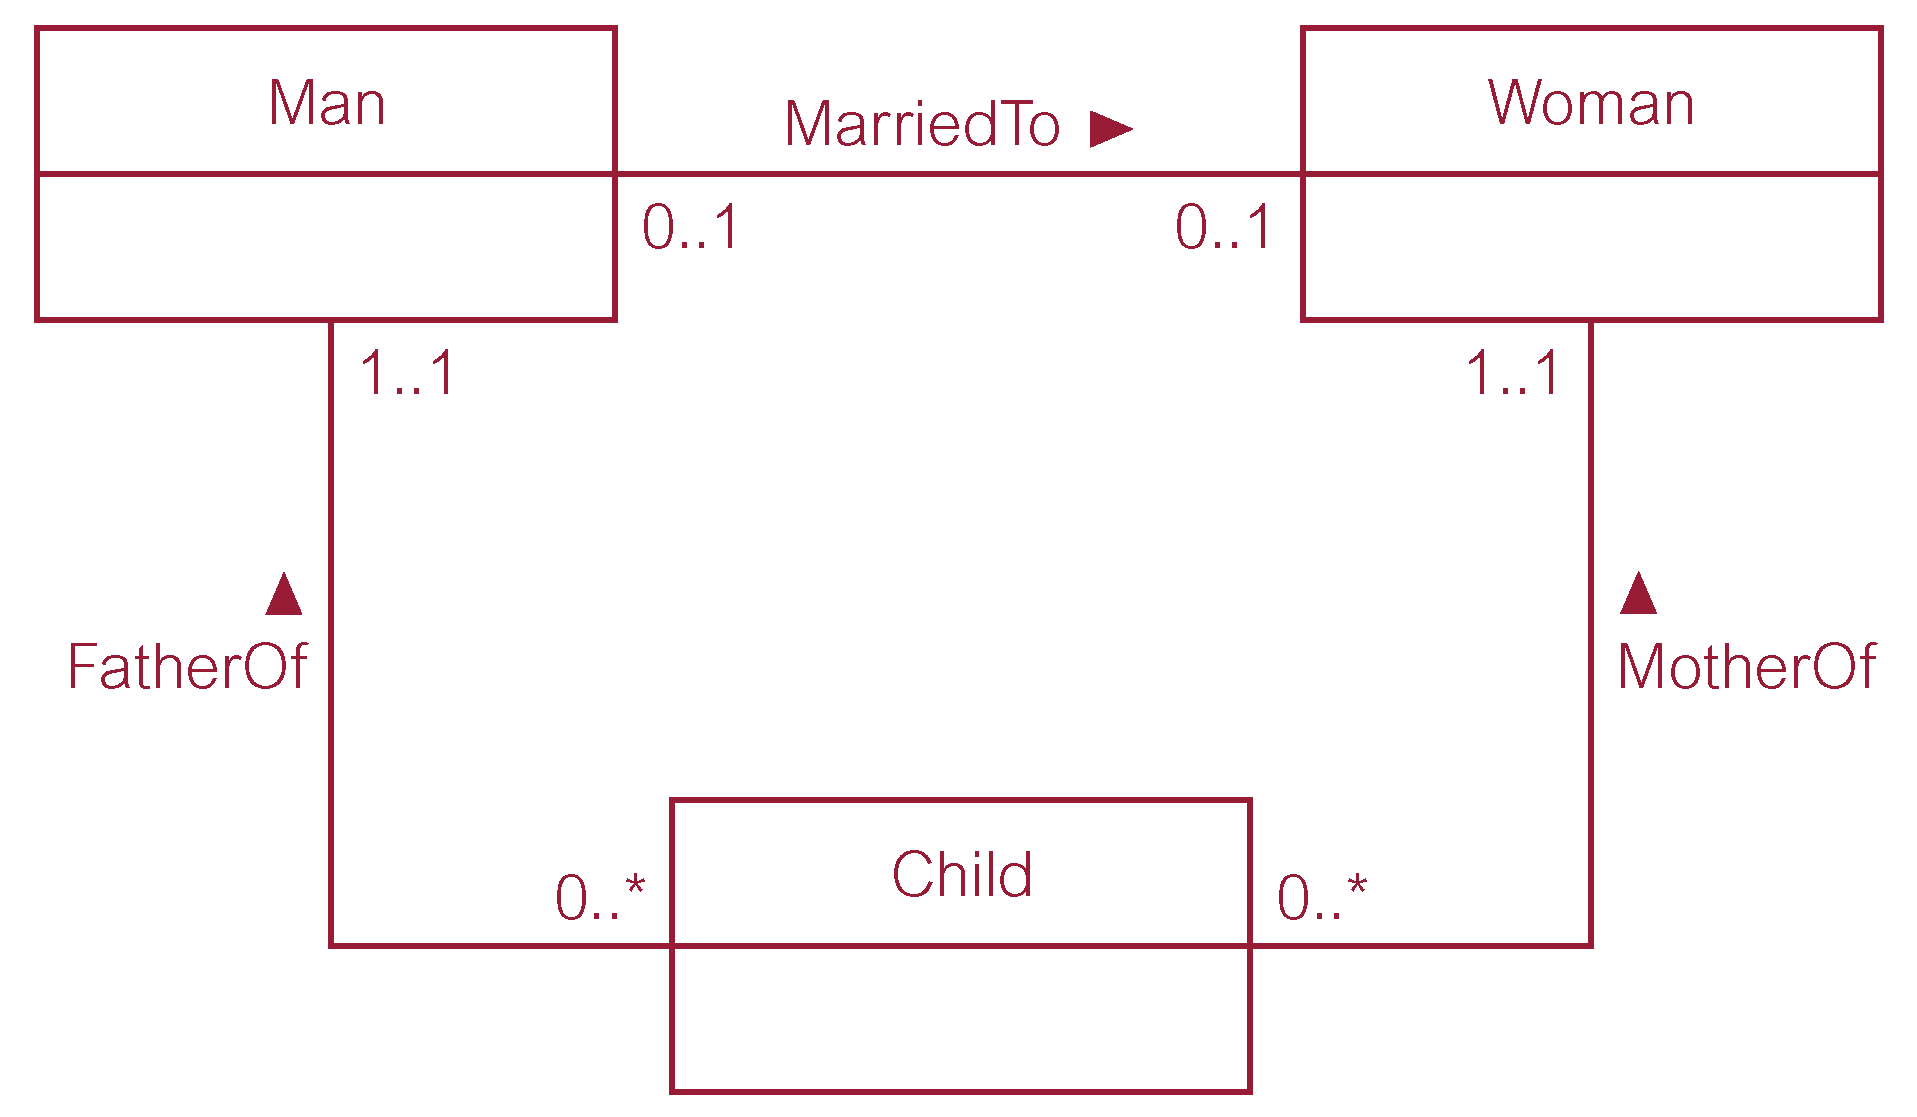 Man
MarriedTo ▶
Woman
0..1
0..1
1..1
1..1
▲
FatherOf
▲
MotherOf
0..*
Child
0..*